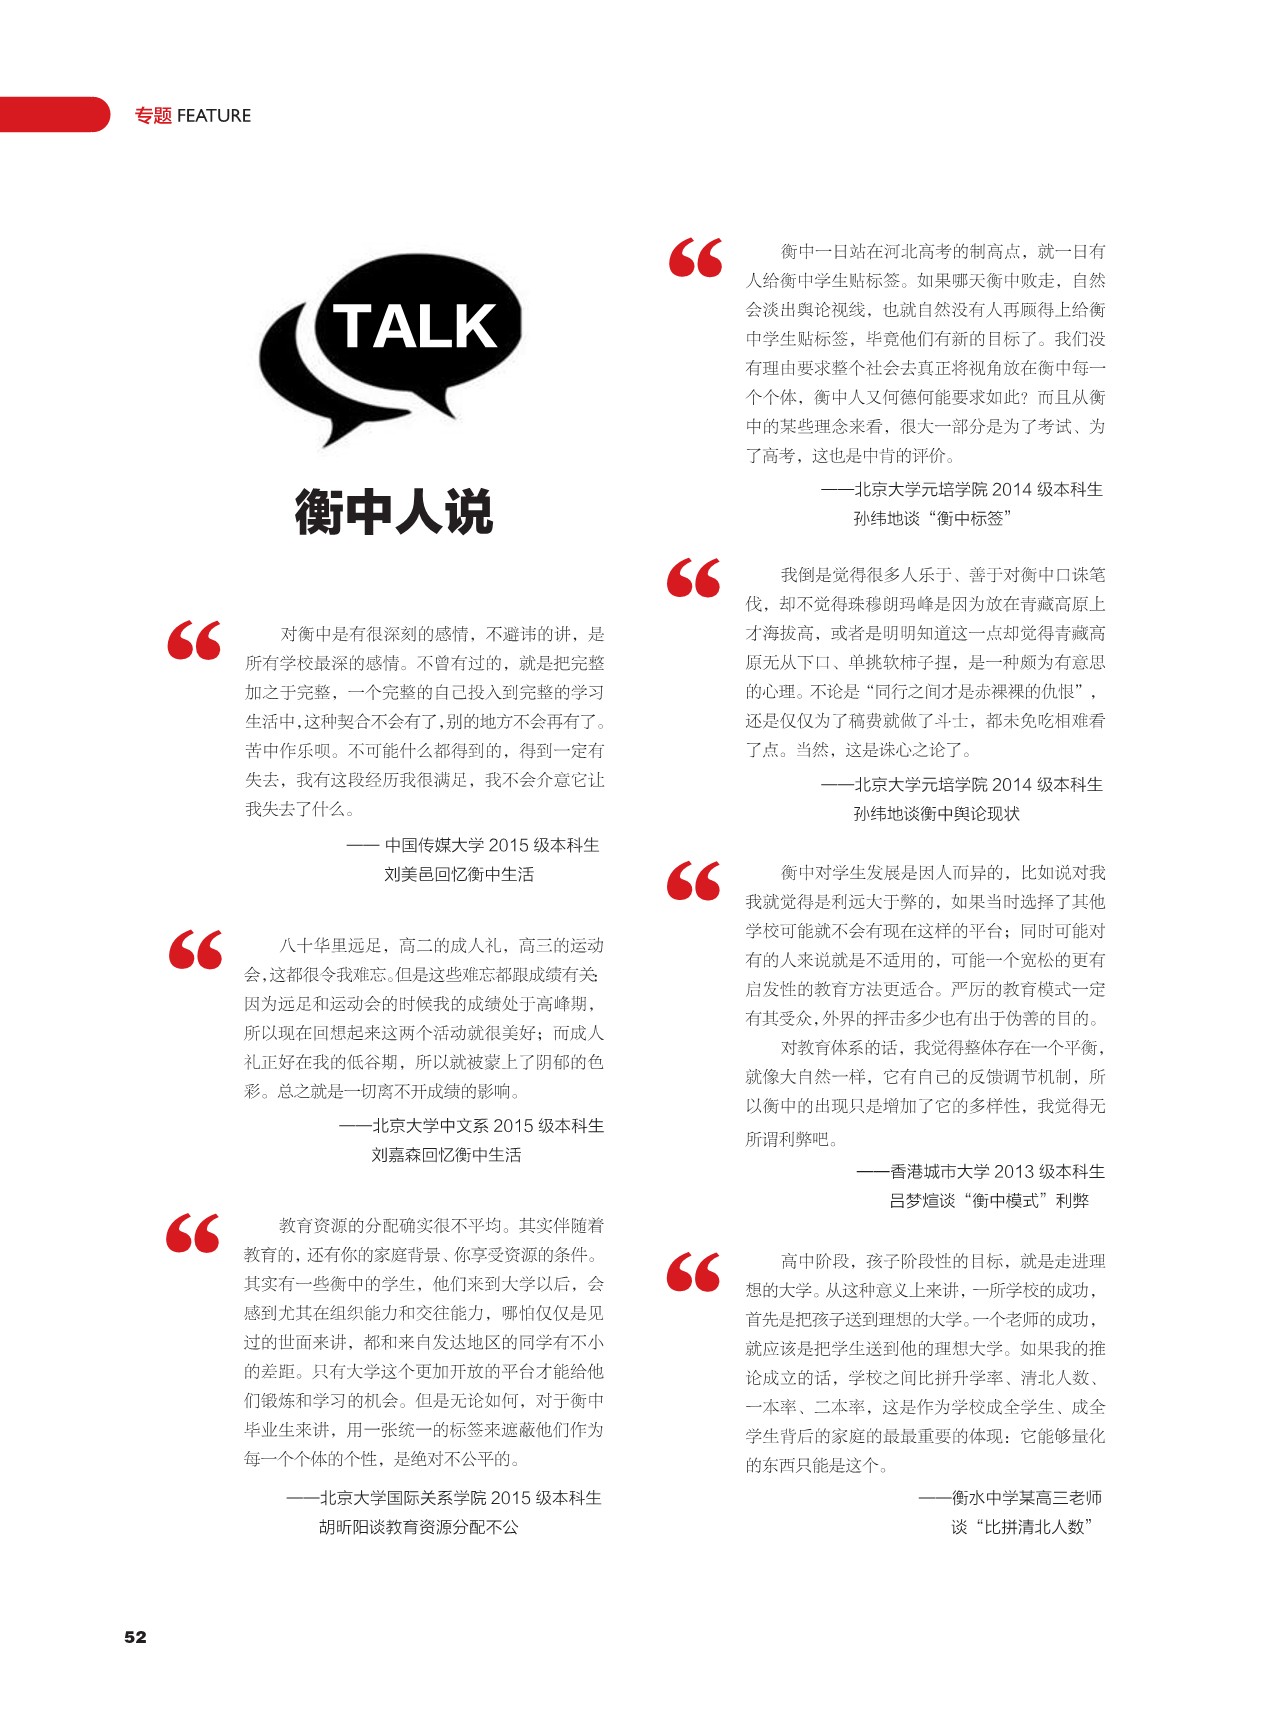 专题 FEATURE
TALK
衡中人说
对衡中是有很深刻的感情，不避讳的讲，是
所有学校最深的感情。不曾有过的，就是把完整
加之于完整，一个完整的自己投入到完整的学习
生活中，这种契合不会有了，别的地方不会再有了。
苦中作乐呗。不可能什么都得到的，得到一定有
失去，我有这段经历我很满足，我不会介意它让
我失去了什么。
—— 中国传媒大学 2015 级本科生
刘美邑回忆衡中生活
八十华里远足，高二的成人礼，高三的运动
会，这都很令我难忘。但是这些难忘都跟成绩有关：
因为远足和运动会的时候我的成绩处于高峰期，
所以现在回想起来这两个活动就很美好；而成人
礼正好在我的低谷期，所以就被蒙上了阴郁的色
彩。总之就是一切离不开成绩的影响。
——北京大学中文系 2015 级本科生
刘嘉森回忆衡中生活
教育资源的分配确实很不平均。其实伴随着
教育的，还有你的家庭背景、你享受资源的条件。
其实有一些衡中的学生，他们来到大学以后，会
感到尤其在组织能力和交往能力，哪怕仅仅是见
过的世面来讲，都和来自发达地区的同学有不小
的差距。只有大学这个更加开放的平台才能给他
们锻炼和学习的机会。但是无论如何，对于衡中
毕业生来讲，用一张统一的标签来遮蔽他们作为
每一个个体的个性，是绝对不公平的。
——北京大学国际关系学院 2015 级本科生
胡昕阳谈教育资源分配不公
衡中一日站在河北高考的制高点，就一日有
人给衡中学生贴标签。如果哪天衡中败走，自然
会淡出舆论视线，也就自然没有人再顾得上给衡
中学生贴标签，毕竟他们有新的目标了。我们没
有理由要求整个社会去真正将视角放在衡中每一
个个体，衡中人又何德何能要求如此？而且从衡
中的某些理念来看，很大一部分是为了考试、为
了高考，这也是中肯的评价。
——北京大学元培学院 2014 级本科生
孙纬地谈“衡中标签”
我倒是觉得很多人乐于、善于对衡中口诛笔
伐，却不觉得珠穆朗玛峰是因为放在青藏高原上
才海拔高，或者是明明知道这一点却觉得青藏高
原无从下口、单挑软柿子捏，是一种颇为有意思
的心理。不论是“同行之间才是赤裸裸的仇恨”，
还是仅仅为了稿费就做了斗士，都未免吃相难看
了点。当然，这是诛心之论了。
——北京大学元培学院 2014 级本科生
孙纬地谈衡中舆论现状
衡中对学生发展是因人而异的，比如说对我
我就觉得是利远大于弊的，如果当时选择了其他
学校可能就不会有现在这样的平台；同时可能对
有的人来说就是不适用的，可能一个宽松的更有
启发性的教育方法更适合。严厉的教育模式一定
有其受众，外界的抨击多少也有出于伪善的目的。
对教育体系的话，我觉得整体存在一个平衡，
就像大自然一样，它有自己的反馈调节机制，所
以衡中的出现只是增加了它的多样性，我觉得无
所谓利弊吧。
——香港城市大学 2013 级本科生
吕梦煊谈“衡中模式”利弊
高中阶段，孩子阶段性的目标，就是走进理
想的大学。从这种意义上来讲，一所学校的成功，
首先是把孩子送到理想的大学。一个老师的成功，
就应该是把学生送到他的理想大学。如果我的推
论成立的话，学校之间比拼升学率、清北人数、
一本率、二本率，这是作为学校成全学生、成全
学生背后的家庭的最最重要的体现：它能够量化
的东西只能是这个。
——衡水中学某高三老师
谈“比拼清北人数”
52